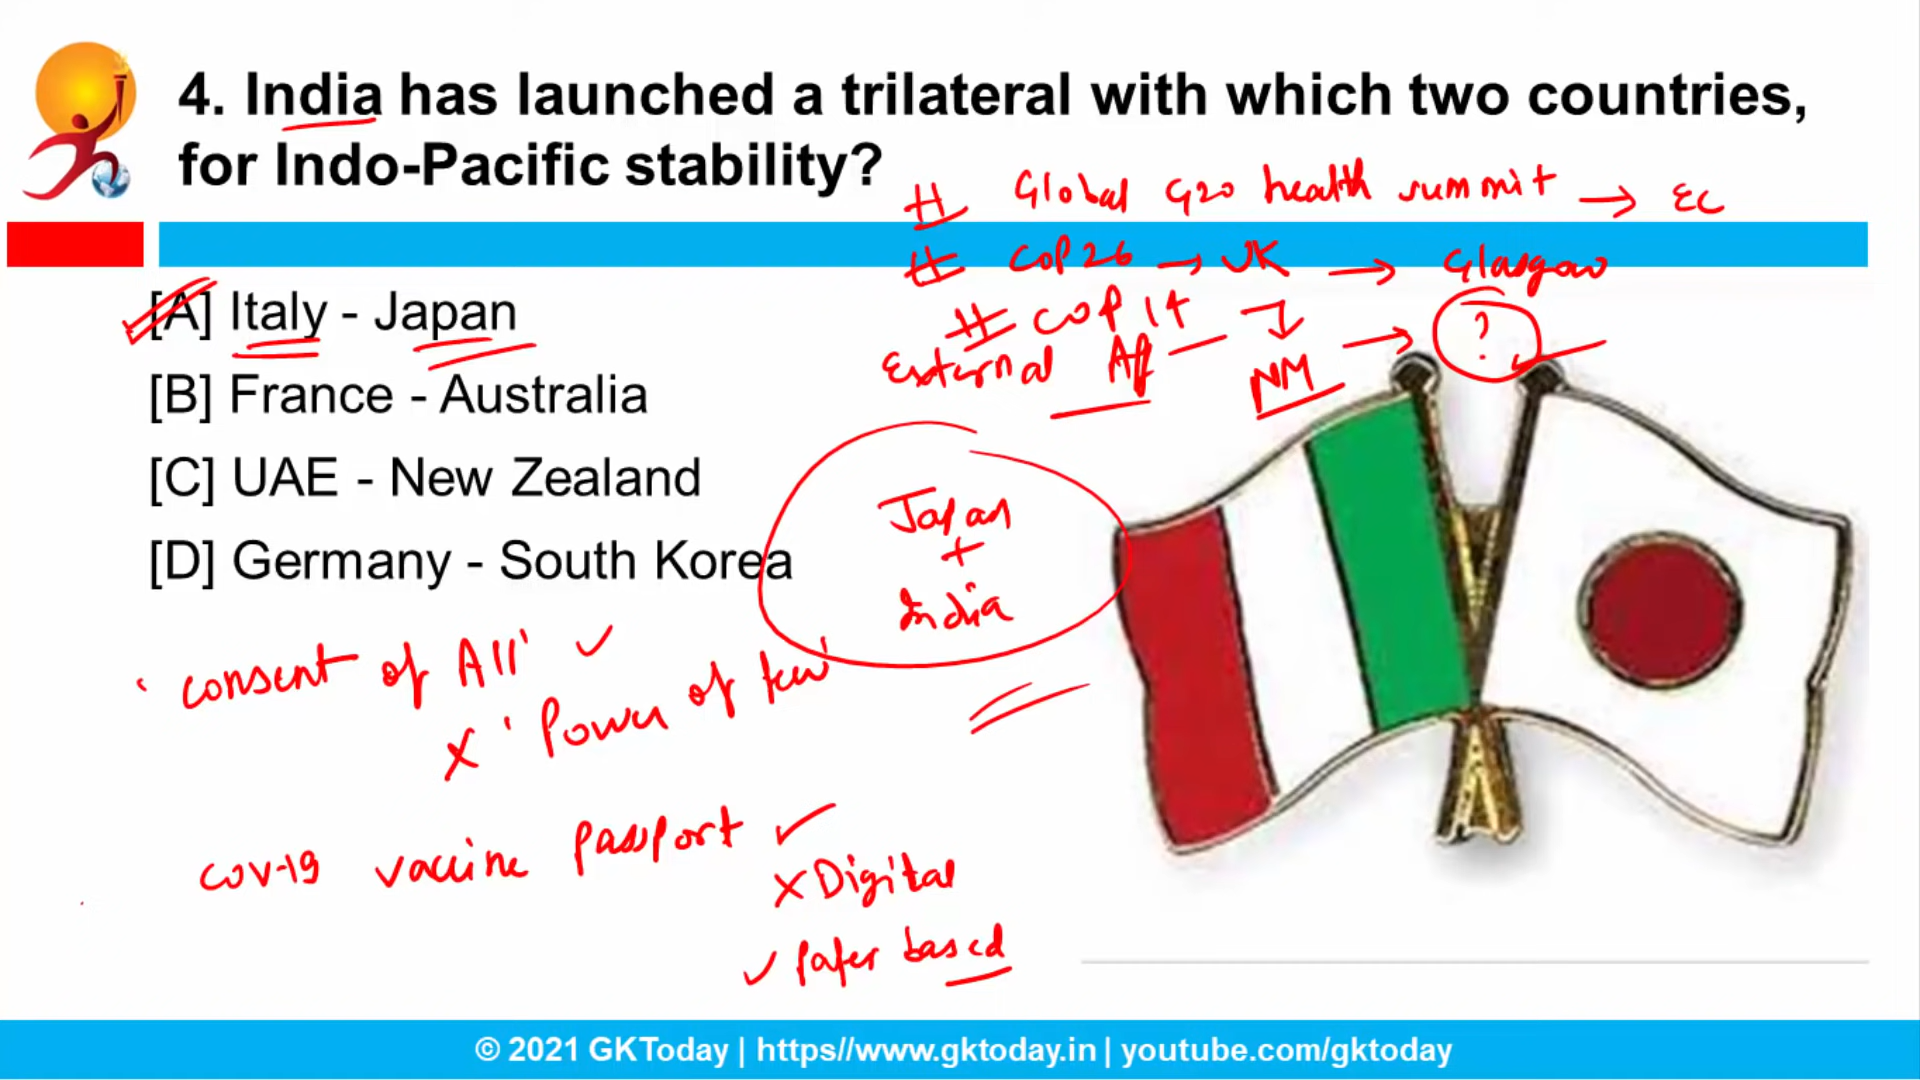 4. India has launched a trilateral with which two countries,
for Indo-Pacific stability?
# Global G20 health summit → EC
# COP26 → UK → Glasgow
[A] Italy - Japan
# COP 14
External Aff
NM → ?
[B] France - Australia
[C] UAE - New Zealand
Japan
+
India
[D] Germany - South Korea
'consent of All' ✓
X 'Power of few'
COV-19 vaccine passport ✓
X Digital
✓ Paper based
© 2021 GKToday | https//www.gktoday.in | youtube.com/gktoday